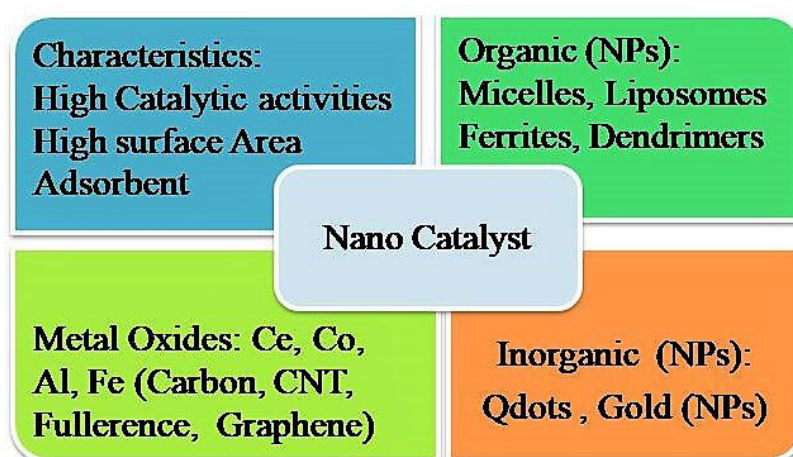 Characteristics:
High Catalytic activities
High surface Area
Adsorbent
Organic (NPs):
Micelles, Liposomes
Ferrites, Dendrimers
Nano Catalyst
Metal Oxides: Ce, Co,
Al, Fe (Carbon, CNT,
Fullerence, Graphene)
Inorganic (NPs):
Qdots , Gold (NPs)